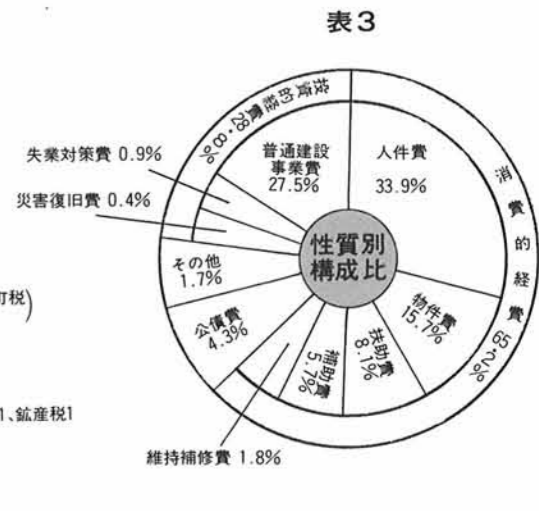 表3
投資的経費28・8%
消費的経費65・2%
失業対策費 0.9%
災害復旧費 0.4%
普通建設
事業費
27.5%
人件費
33.9%
性質別
構成比
その他
1.7%
公債費
4.3%
物件費
15.7%
扶助費
8.1%
補助費
5.7%
維持補修費 1.8%
町税)
1、鉱産税1